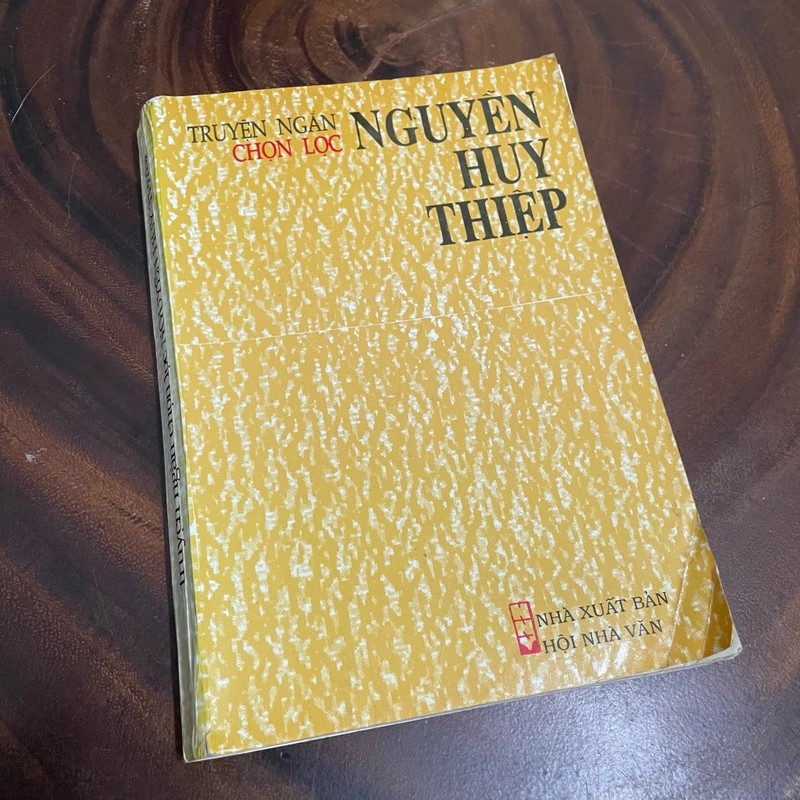 TRUYỆN NGẮN
CHỌN LỌC
NGUYỄN
HUY
THIỆP
NHÀ XUẤT BẢN
HỘI NHÀ VĂN